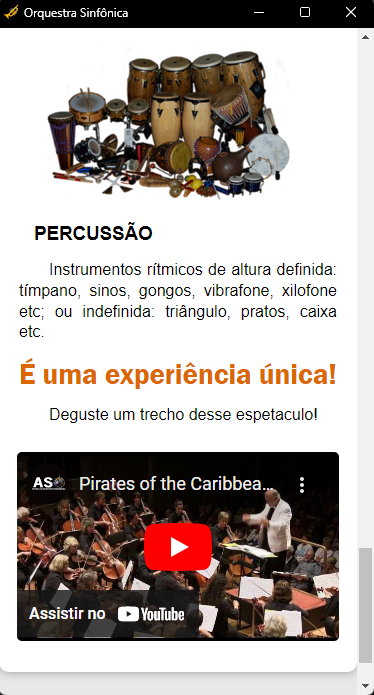 Orquestra Sinfônica
PERCUSSÃO
Instrumentos rítmicos de altura definida:
tímpano, sinos, gongos, vibrafone, xilofone
etc; ou indefinida: triângulo, pratos, caixa
etc.
É uma experiência única!
Deguste um trecho desse espetaculo!
ASO Pirates of the Caribbea...
Assistir no YouTube